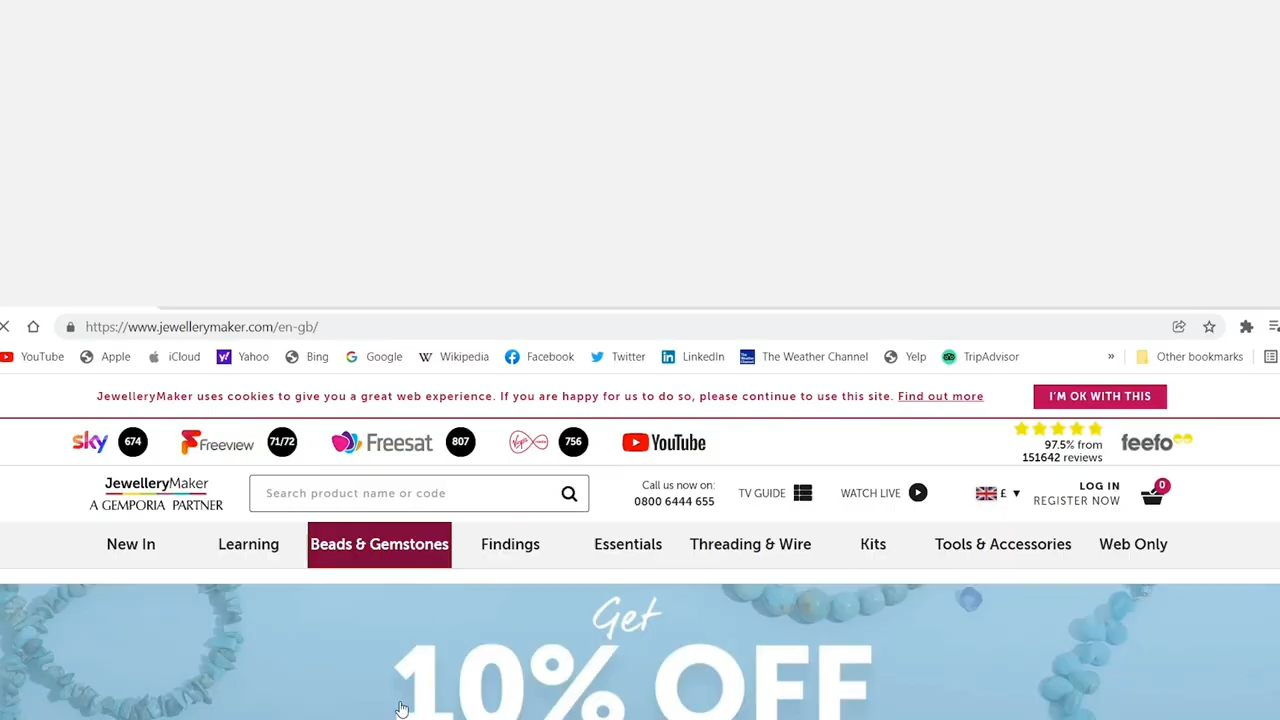 https://www.jewellerymaker.com/en-gb/
YouTube Apple iCloud Yahoo Bing Google Wikipedia Facebook Twitter LinkedIn The Weather Channel Yelp TripAdvisor » Other bookmarks
JewelleryMaker uses cookies to give you a great web experience. If you are happy for us to do so, please continue to use this site. Find out more I'M OK WITH THIS
sky 674 Freeview 71/72 freesat 807 Virgin 756 YouTube 97.5% from feefo
151642 reviews
JewelleryMaker
A GEMPORIA PARTNER
Search product name or code
Call us now on:
0800 6444 655
TV GUIDE WATCH LIVE £ ▼
LOG IN
REGISTER NOW
0
New In Learning Beads & Gemstones Findings Essentials Threading & Wire Kits Tools & Accessories Web Only
Get
10% OFF